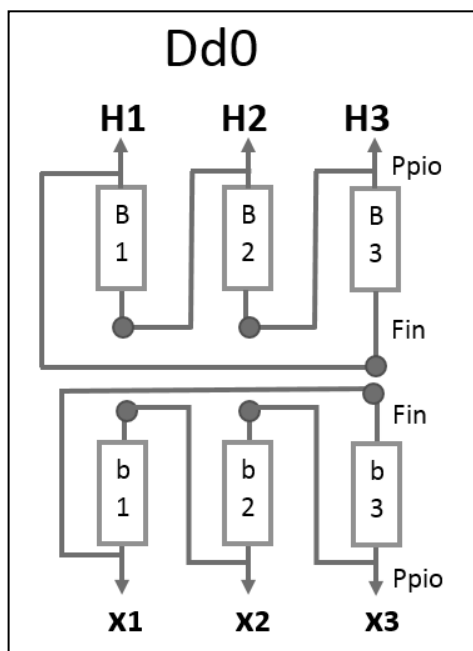 Dd0
H1 H2 H3
Ppio
B B B
1 2 3
Fin
Fin
b b b
1 2 3
Ppio
x1 x2 x3